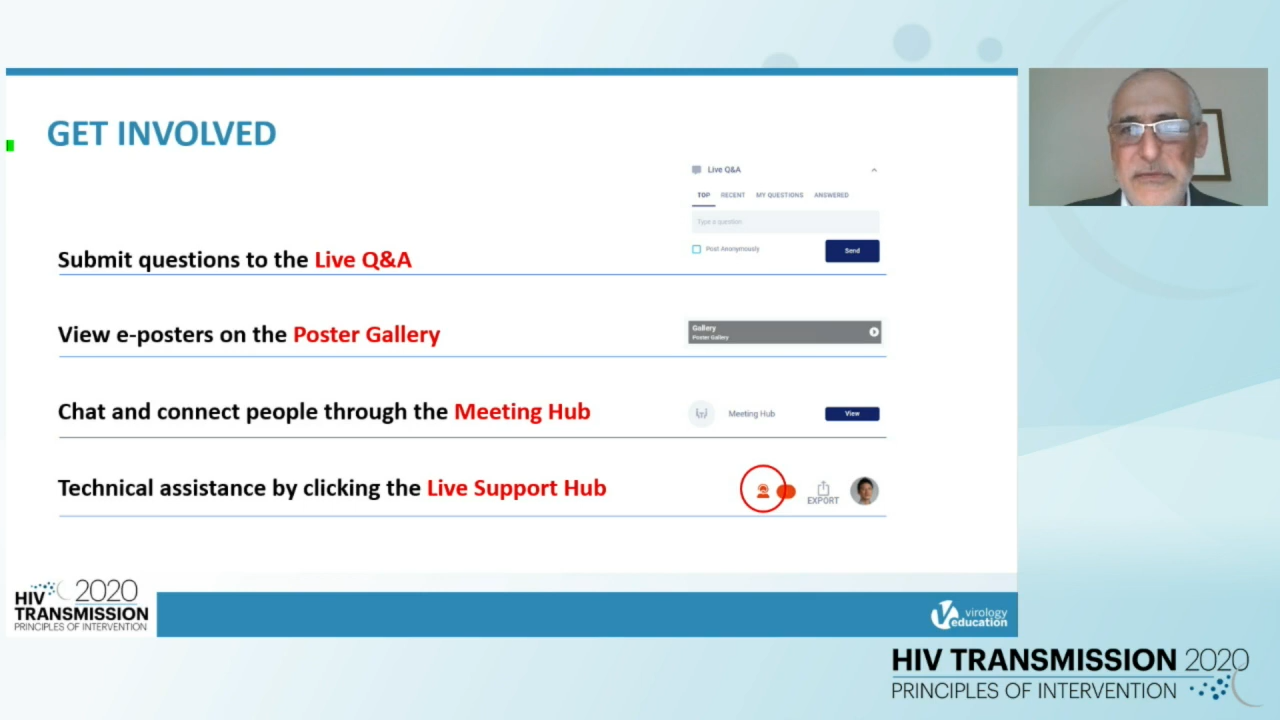 GET INVOLVED
Live Q&A
TOP RECENT MY QUESTIONS ANSWERED
Type a question
Post Anonymously Send
Submit questions to the Live Q&A
View e-posters on the Poster Gallery
Gallery
Poster Gallery
Chat and connect people through the Meeting Hub
Meeting Hub View
Technical assistance by clicking the Live Support Hub
EXPORT
HIV 2020
TRANSMISSION
PRINCIPLES OF INTERVENTION
virology
education
HIV TRANSMISSION 2020
PRINCIPLES OF INTERVENTION